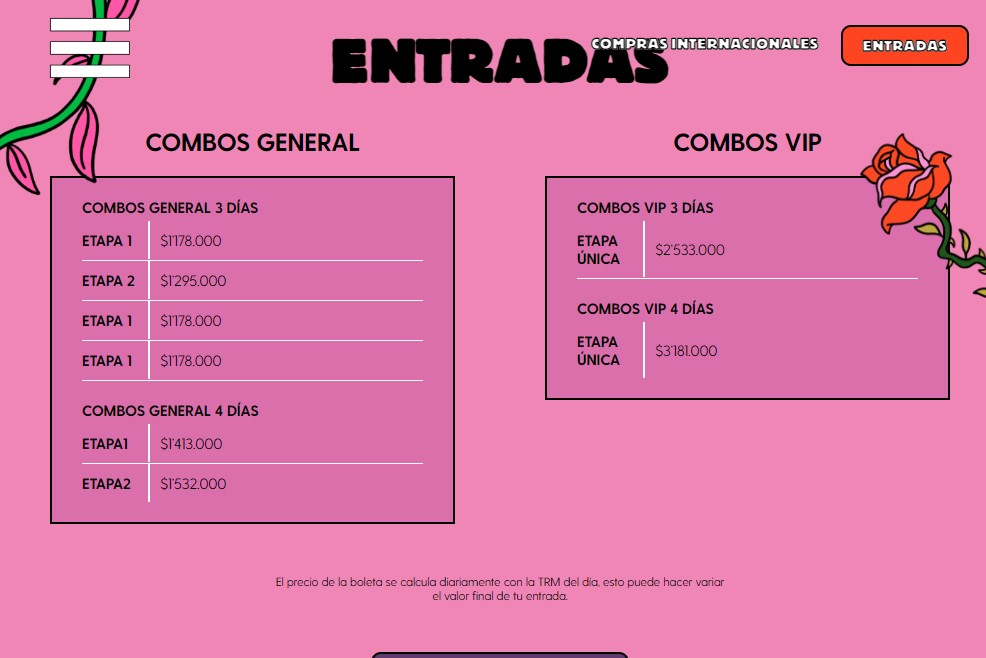 ENTRADAS
COMPRAS INTERNACIONALES
ENTRADAS
COMBOS GENERAL
COMBOS GENERAL 3 DÍAS
ETAPA 1 $1'178.000
ETAPA 2 $1'295.000
ETAPA 1 $1'178.000
ETAPA 1 $1'178.000
COMBOS GENERAL 4 DÍAS
ETAPA1 $1'413.000
ETAPA2 $1'532.000
COMBOS VIP
COMBOS VIP 3 DÍAS
ETAPA
ÚNICA $2'533.000
COMBOS VIP 4 DÍAS
ETAPA
ÚNICA $3'181.000
El precio de la boleta se calcula diariamente con la TRM del día, esto puede hacer variar
el valor final de tu entrada.